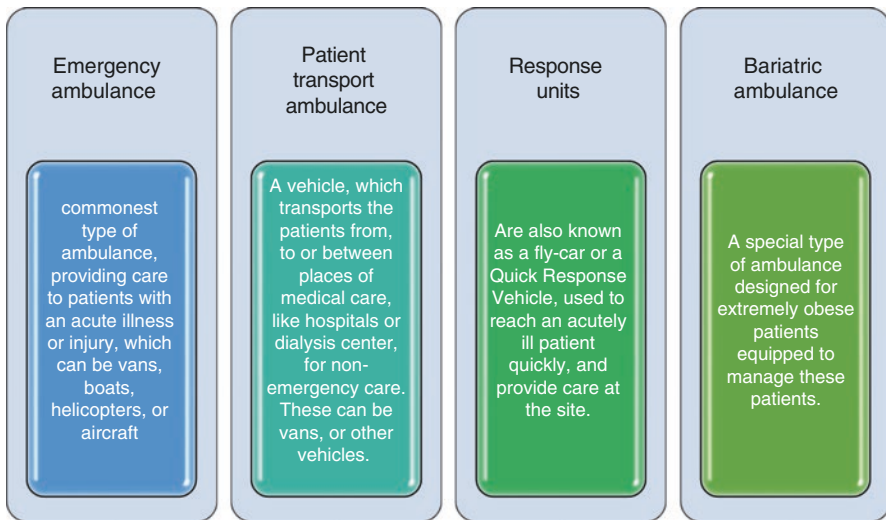 Emergency
ambulance
commonest
type of
ambulance,
providing care
to patients with
an acute illness
or injury, which
can be vans,
boats,
helicopters, or
aircraft
Patient
transport
ambulance
A vehicle, which
transports the
patients from,
to or between
places of
medical care,
like hospitals or
dialysis center,
for non-
emergency care.
These can be
vans, or other
vehicles.
Response
units
Are also known
as a fly-car or a
Quick Response
Vehicle, used to
reach an acutely
ill patient
quickly, and
provide care at
the site.
Bariatric
ambulance
A special type
of ambulance
designed for
extremely obese
patients
equipped to
manage these
patients.